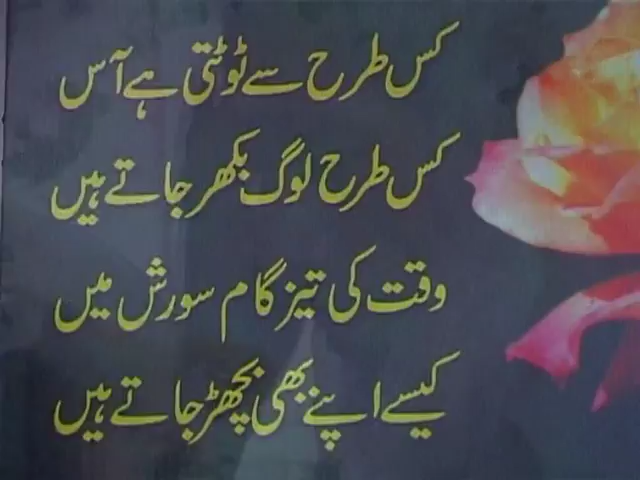 کس طرح سے ٹوٹتی ہے آس
کس طرح لوگ بکھر جاتے ہیں
وقت کی تیز گام سورش میں
کیسے اپنے بھی بچھڑ جاتے ہیں